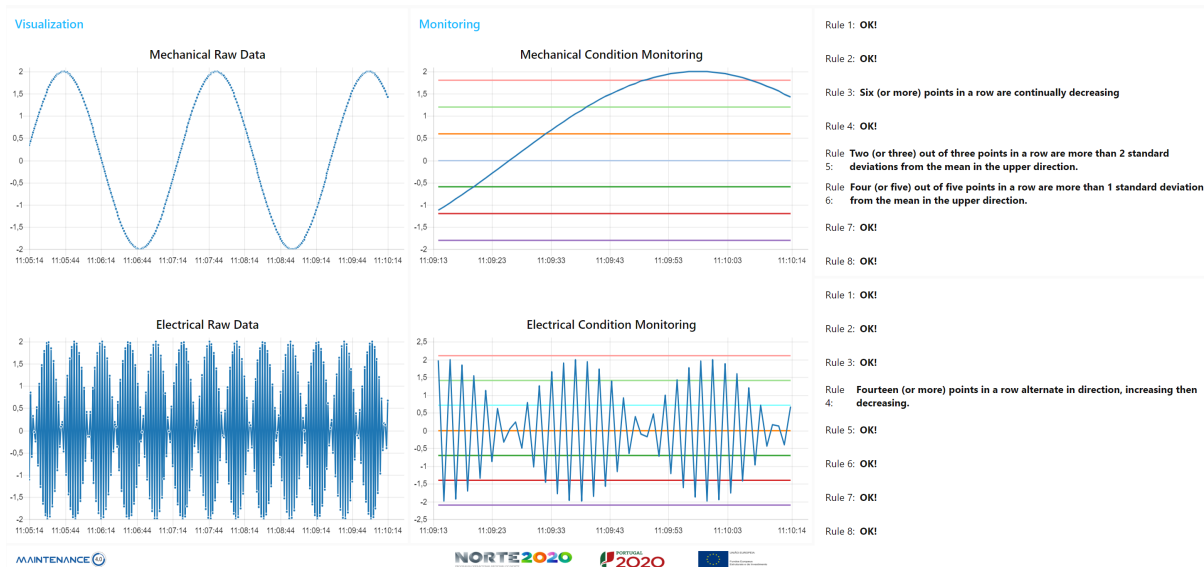 Visualization
Mechanical Raw Data
2
1,5
1
0,5
0
-0,5
-1
-1,5
-2
11:05:14 11:05:44 11:06:14 11:06:44 11:07:14 11:07:44 11:08:14 11:08:44 11:09:14 11:09:44 11:10:14
Electrical Raw Data
2
1,5
1
0,5
0
-0,5
-1
-1,5
-2
11:05:14 11:05:44 11:06:14 11:06:44 11:07:14 11:07:44 11:08:14 11:08:44 11:09:14 11:09:44 11:10:14
Monitoring
Mechanical Condition Monitoring
2
1,5
1
0,5
0
-0,5
-1
-1,5
-2
11:09:13 11:09:23 11:09:33 11:09:43 11:09:53 11:10:03 11:10:14
Electrical Condition Monitoring
2,5
2
1,5
1
0,5
0
-0,5
-1
-1,5
-2
-2,5
11:09:13 11:09:23 11:09:33 11:09:43 11:09:53 11:10:03 11:10:14
Rule 1: OK!
Rule 2: OK!
Rule 3: Six (or more) points in a row are continually decreasing
Rule 4: OK!
Rule 5: Two (or three) out of three points in a row are more than 2 standard
deviations from the mean in the upper direction.
Rule 6: Four (or five) out of five points in a row are more than 1 standard deviation
from the mean in the upper direction.
Rule 7: OK!
Rule 8: OK!
Rule 1: OK!
Rule 2: OK!
Rule 3: OK!
Rule 4: Fourteen (or more) points in a row alternate in direction, increasing then
decreasing.
Rule 5: OK!
Rule 6: OK!
Rule 7: OK!
Rule 8: OK!
MAINTENANCE 4.0
NORTE2020
PORTUGAL
2020